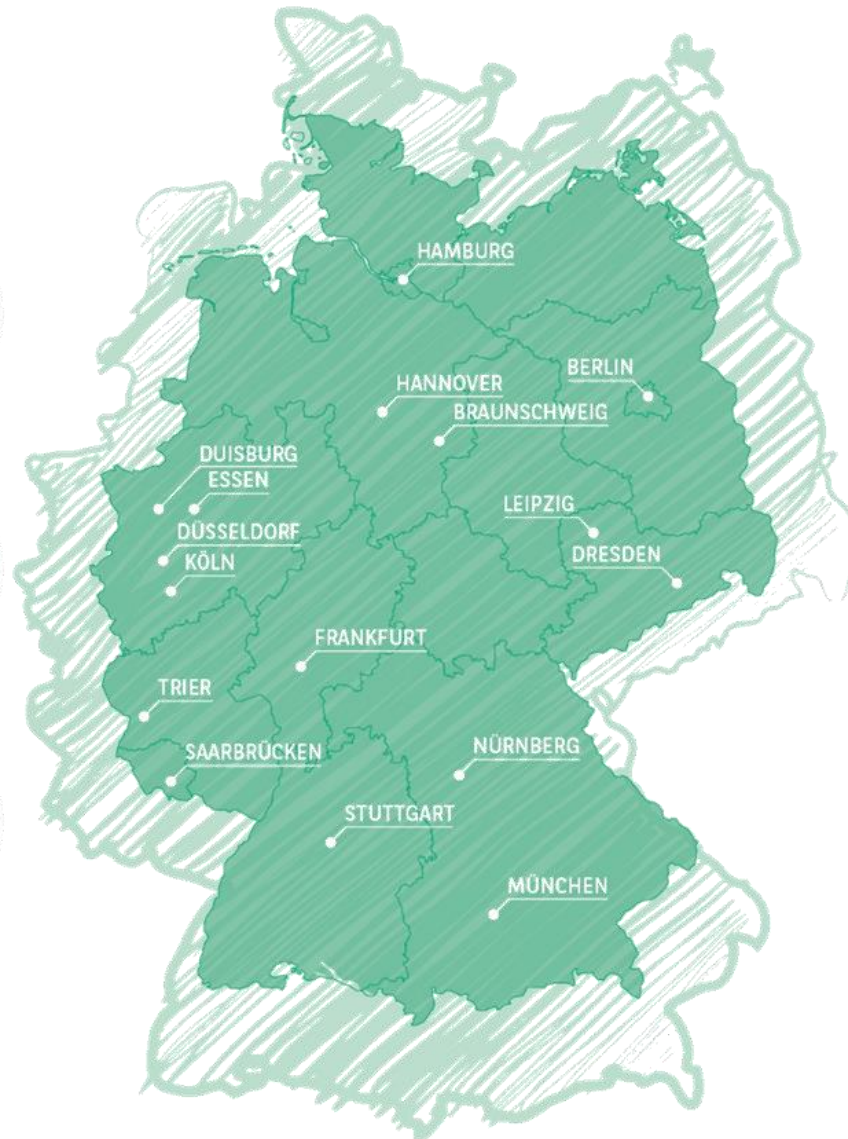 HAMBURG
BERLIN
HANNOVER
BRAUNSCHWEIG
DUISBURG
ESSEN
LEIPZIG
DÜSSELDORF
DRESDEN
KÖLN
FRANKFURT
TRIER
NÜRNBERG
SAARBRÜCKEN
STUTTGART
MÜNCHEN